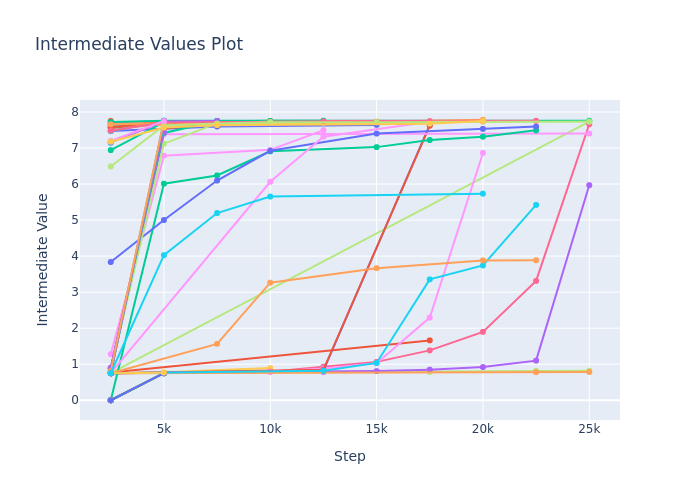 Intermediate Values Plot
Intermediate Value
8
7
6
5
4
3
2
1
0
5k
10k
15k
20k
25k
Step